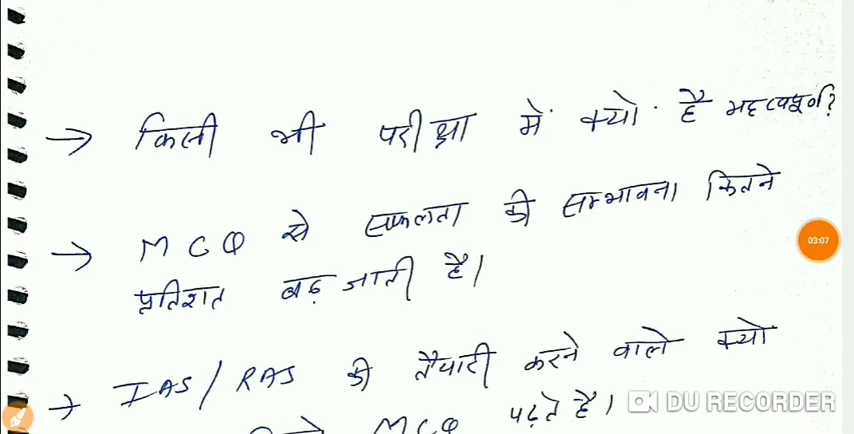 → किसी भी परीक्षा में क्यो है महत्वपूर्ण?
→ MCQ से सफलता की सम्भावना कितने
प्रतिशत बढ़ जाती है।
03:07
→ IAS/RAS की तैयारी करने वाले क्यो
MCQ पढ़ते है।
DU RECORDER